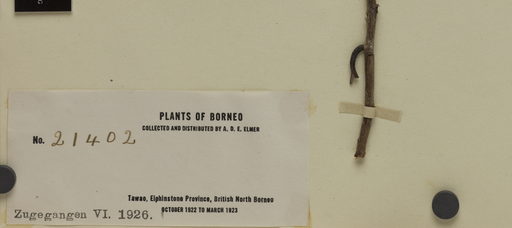 PLANTS OF BORNEO
COLLECTED AND DISTRIBUTED BY A. D. E. ELMER
No. 21402
Tawao, Elphinstone Province, British North Borneo
OCTOBER 1922 TO MARCH 1923
Zugegangen VI. 1926.